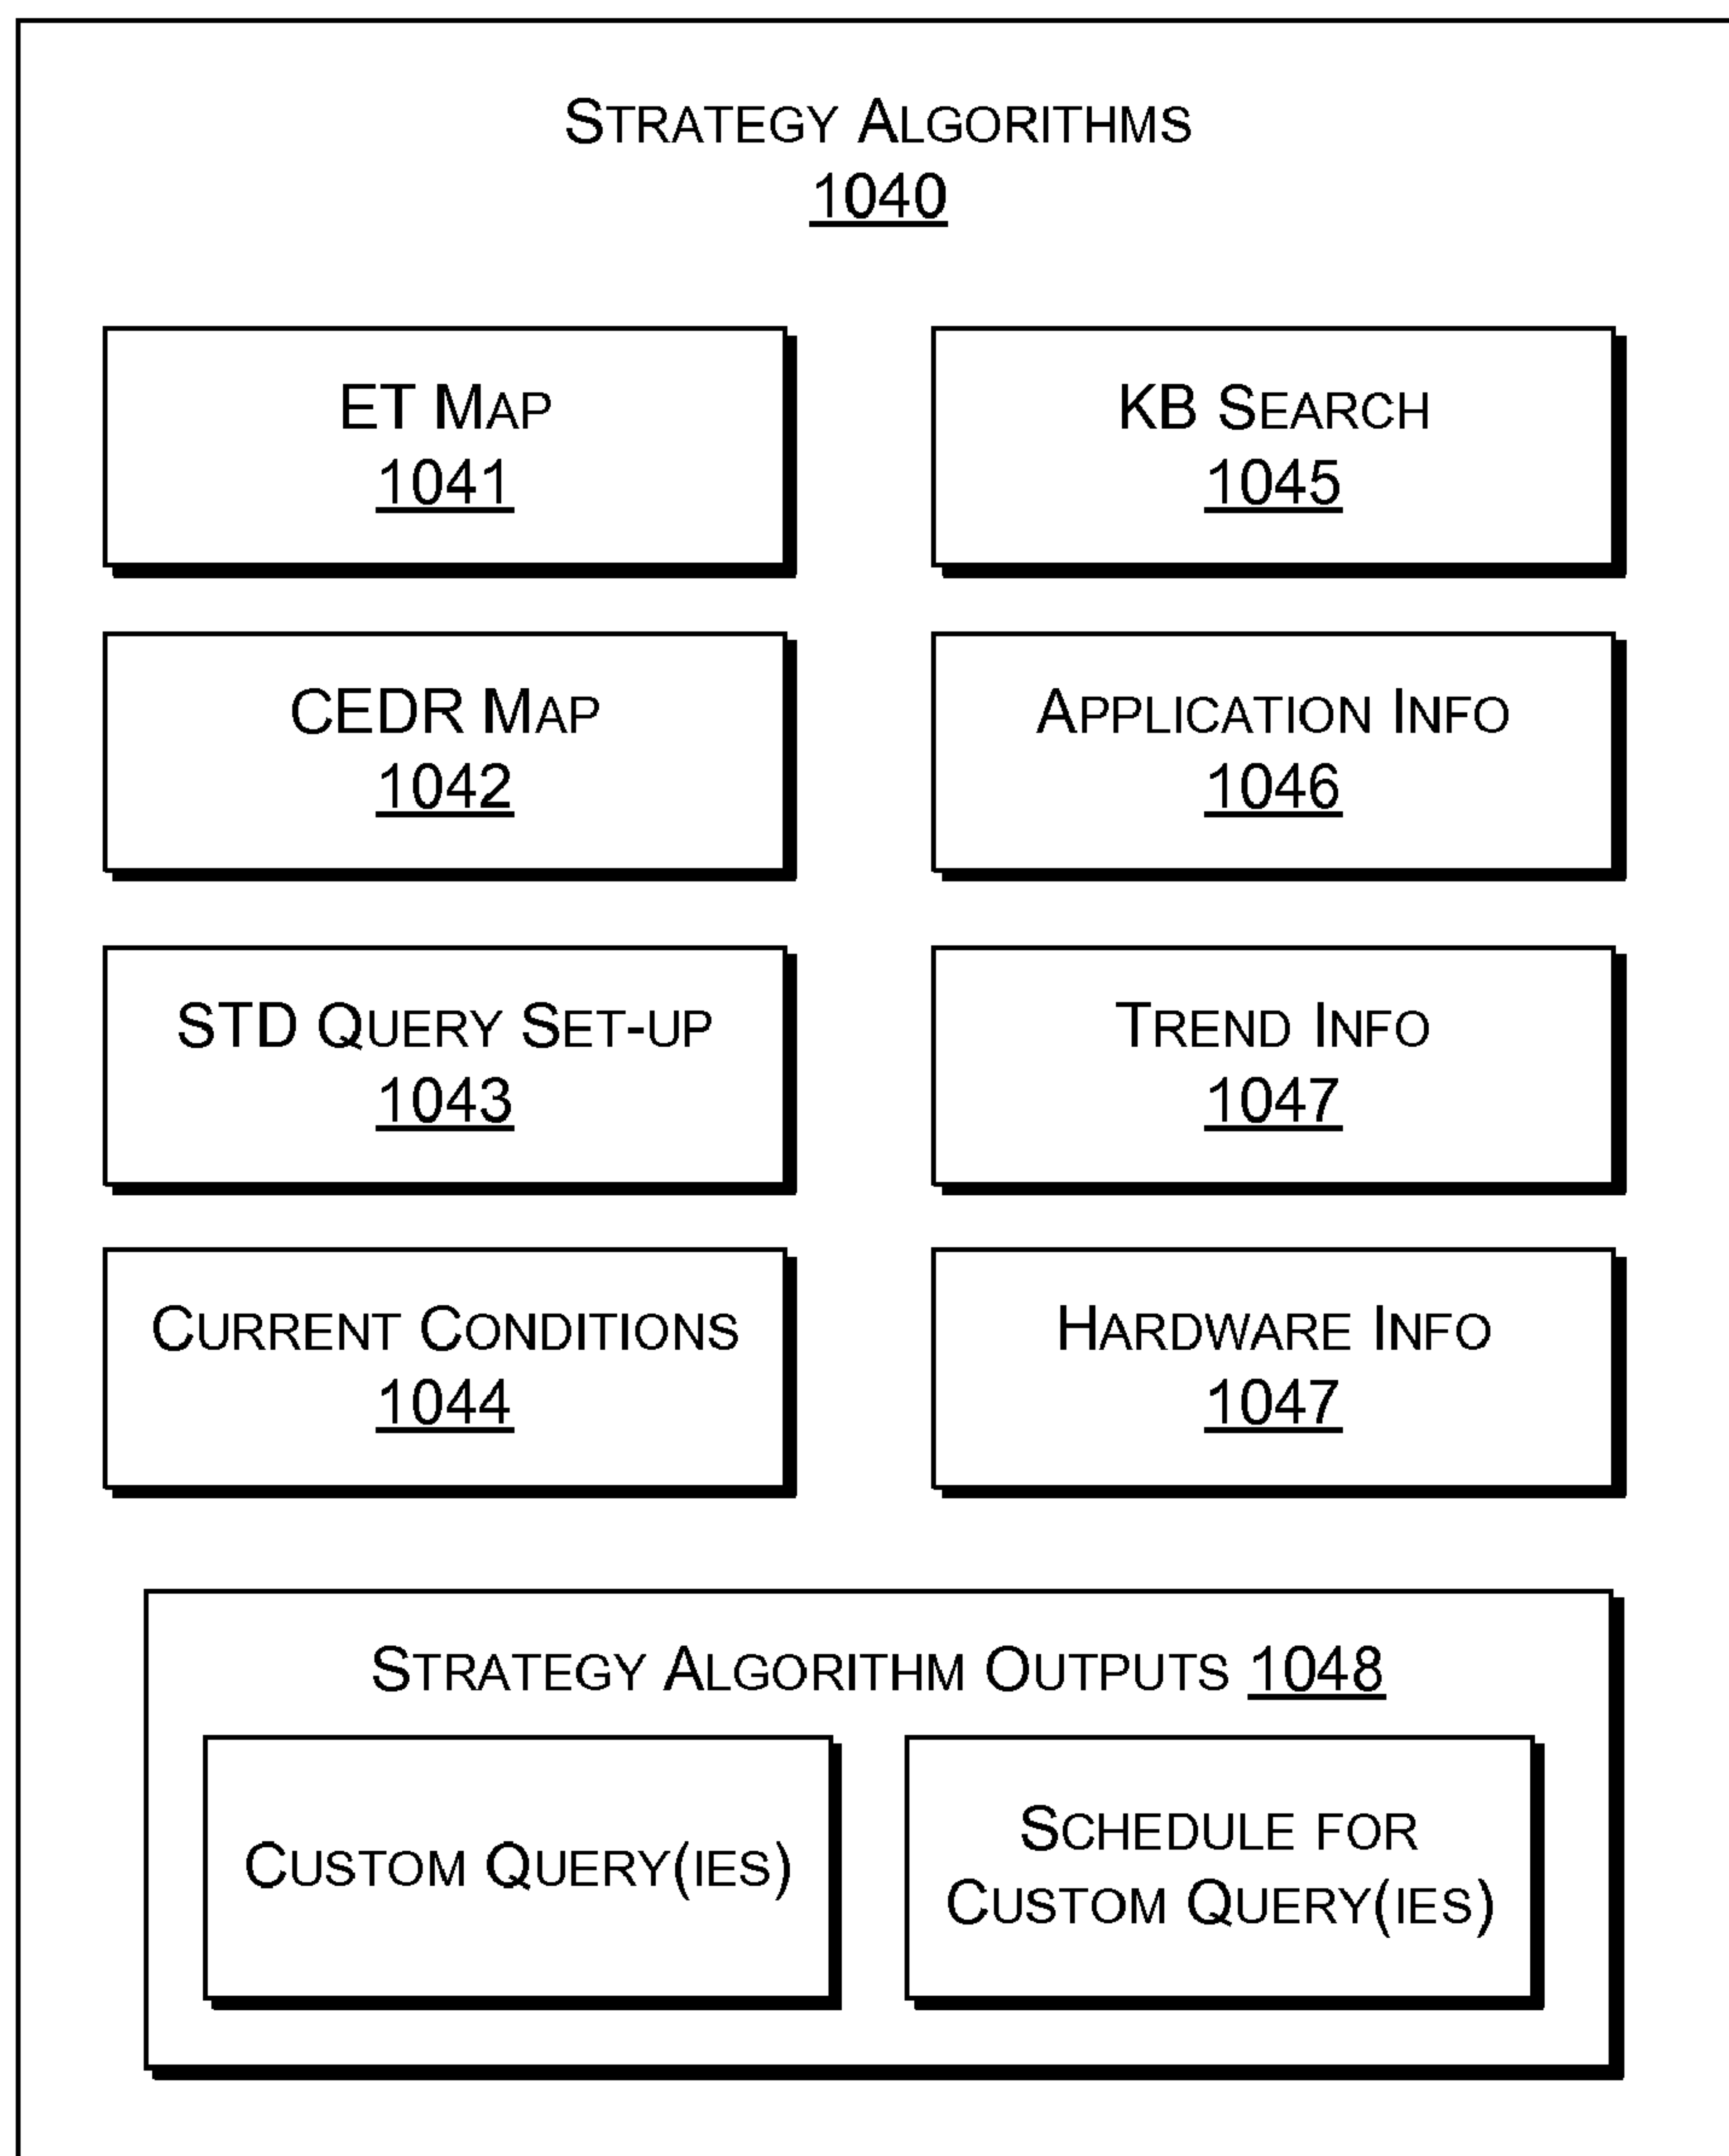 STRATEGY ALGORITHMS
1040
ET MAP
1041
KB SEARCH
1045
CEDR MAP
1042
APPLICATION INFO
1046
STD QUERY SET-UP
1043
TREND INFO
1047
CURRENT CONDITIONS
1044
HARDWARE INFO
1047
STRATEGY ALGORITHM OUTPUTS 1048
CUSTOM QUERY(IES)
SCHEDULE FOR
CUSTOM QUERY(IES)